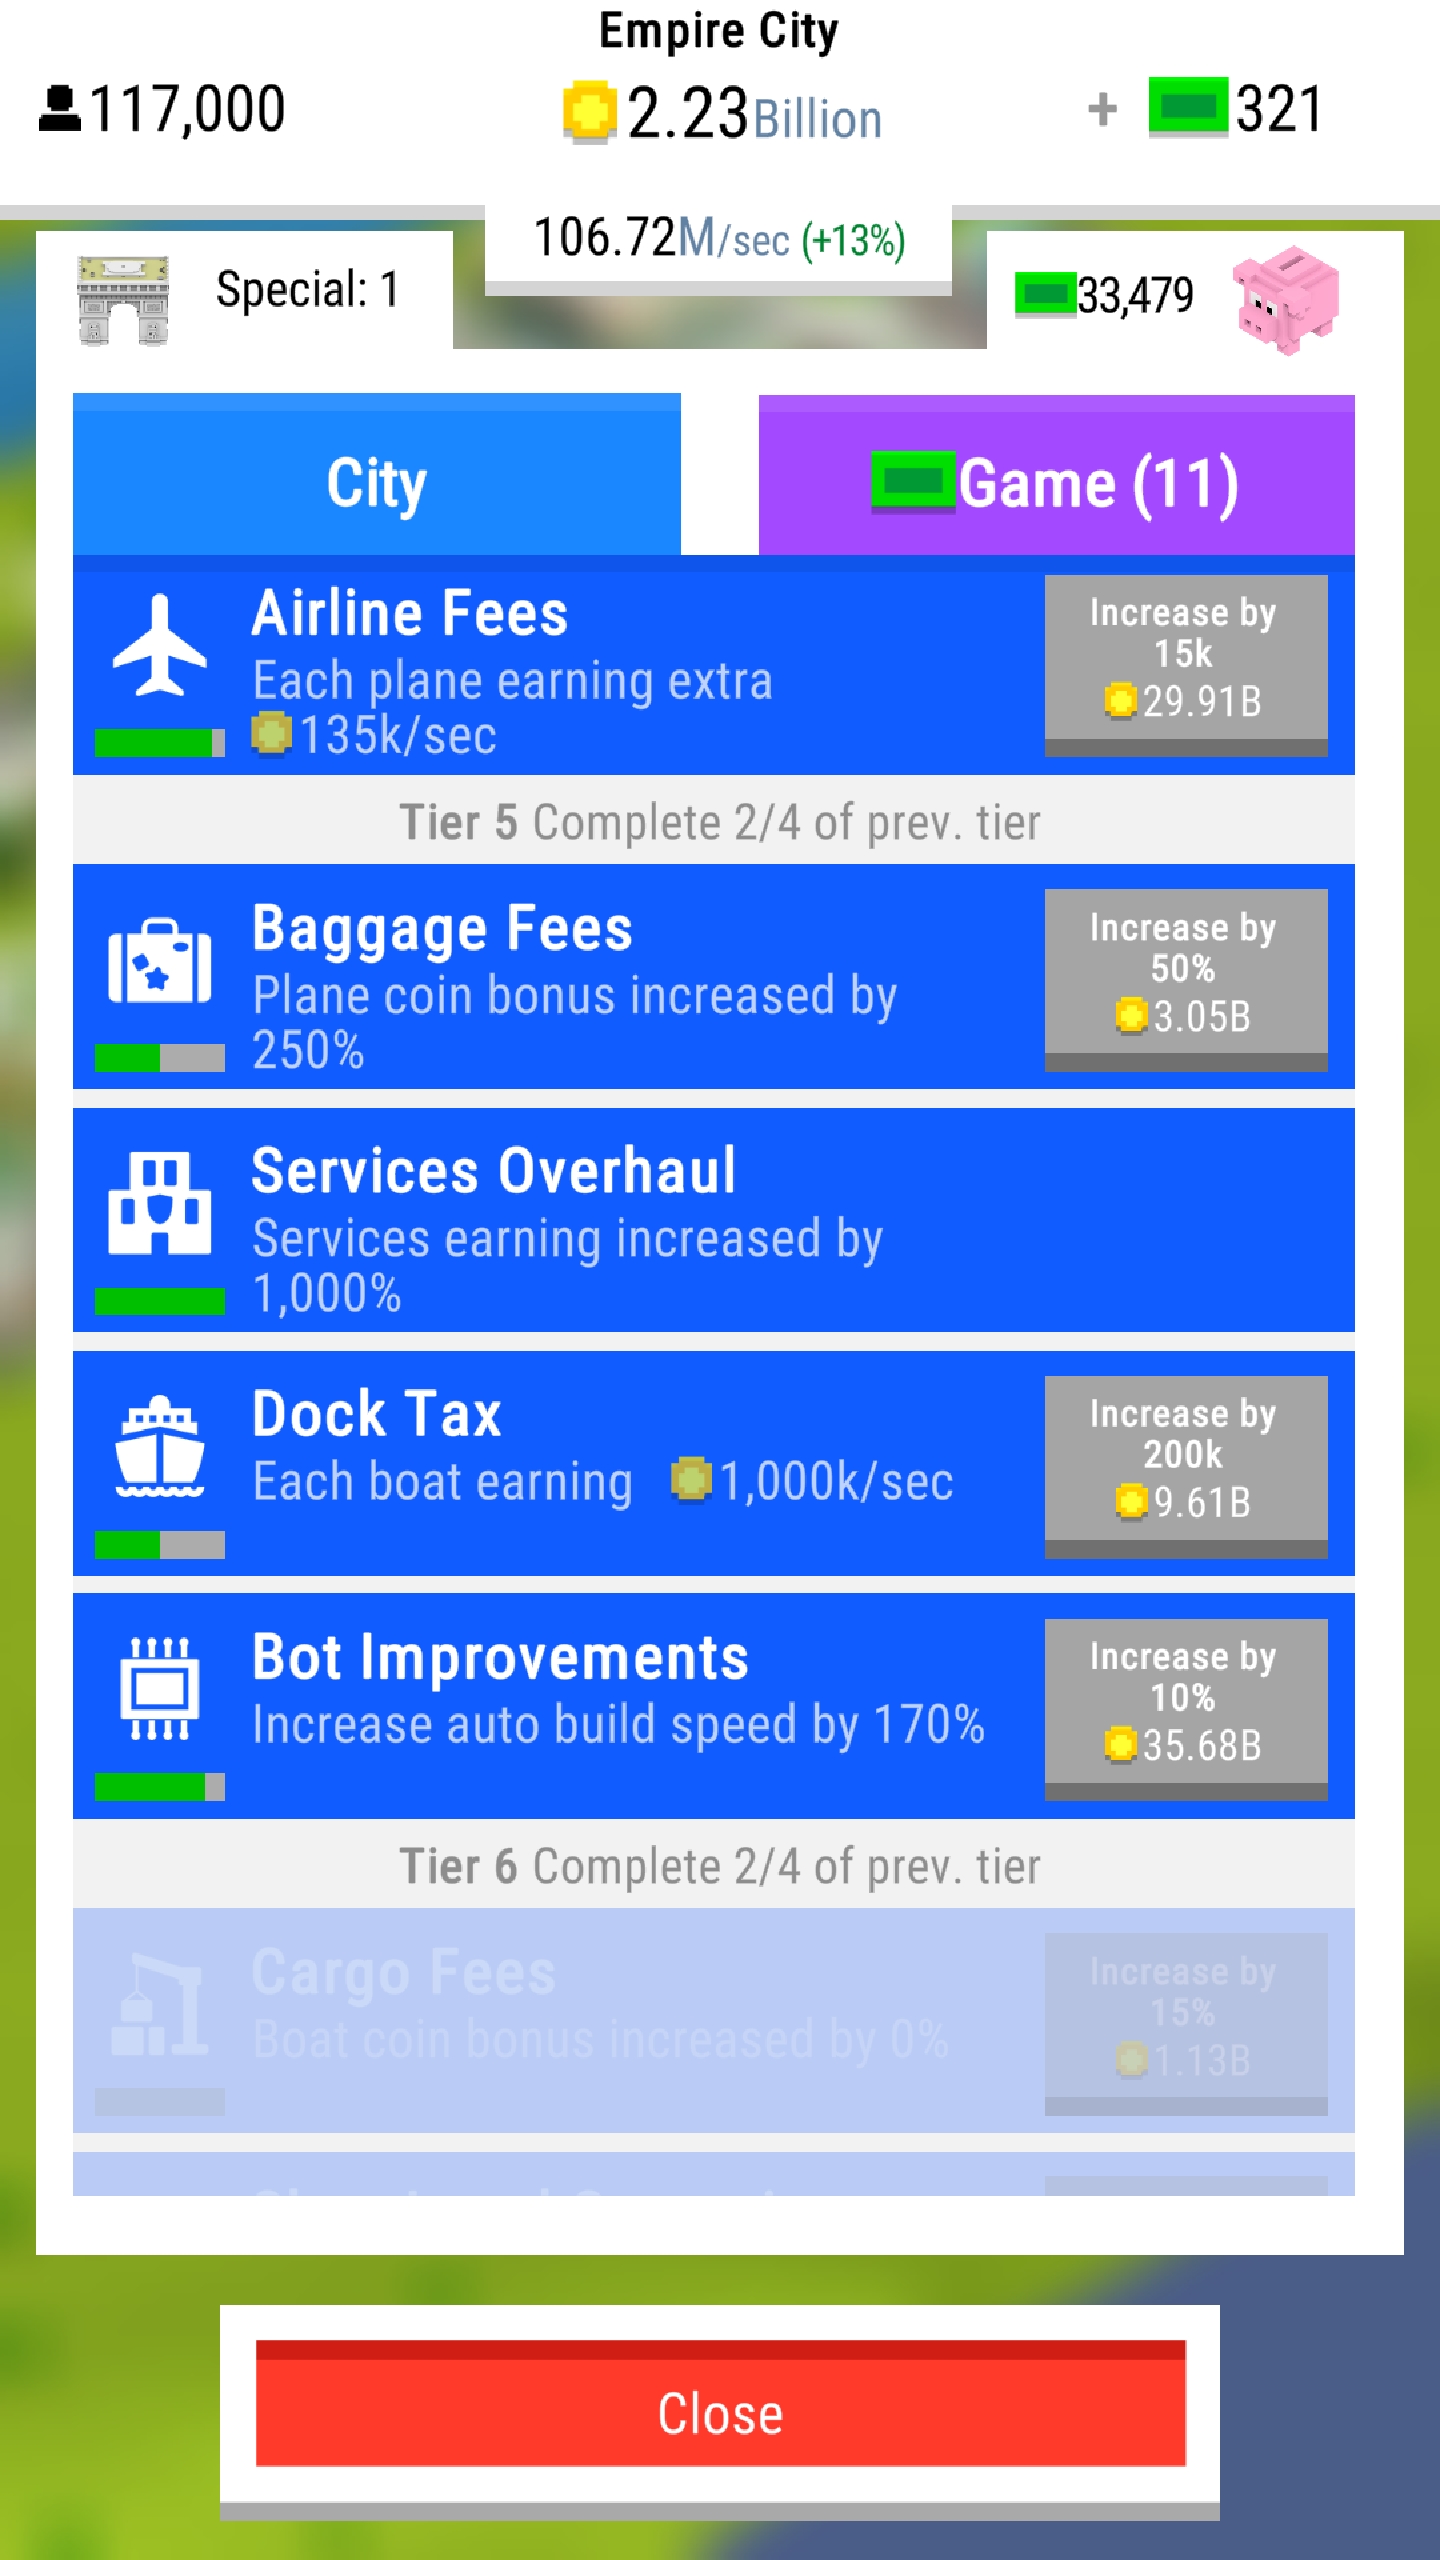 Empire City
117,000
2.23 Billion
+ 321
106.72M/sec (+13%)
Special: 1
33,479
City
Game (11)
Airline Fees
Each plane earning extra
135k/sec
Increase by
15k
29.91B
Tier 5 Complete 2/4 of prev. tier
Baggage Fees
Plane coin bonus increased by
250%
Increase by
50%
3.05B
Services Overhaul
Services earning increased by
1,000%
Dock Tax
Each boat earning 1,000k/sec
Increase by
200k
9.61B
Bot Improvements
Increase auto build speed by 170%
Increase by
10%
35.68B
Tier 6 Complete 2/4 of prev. tier
Cargo Fees
Boat coin bonus increased by 0%
Increase by
15%
1.13B
Close